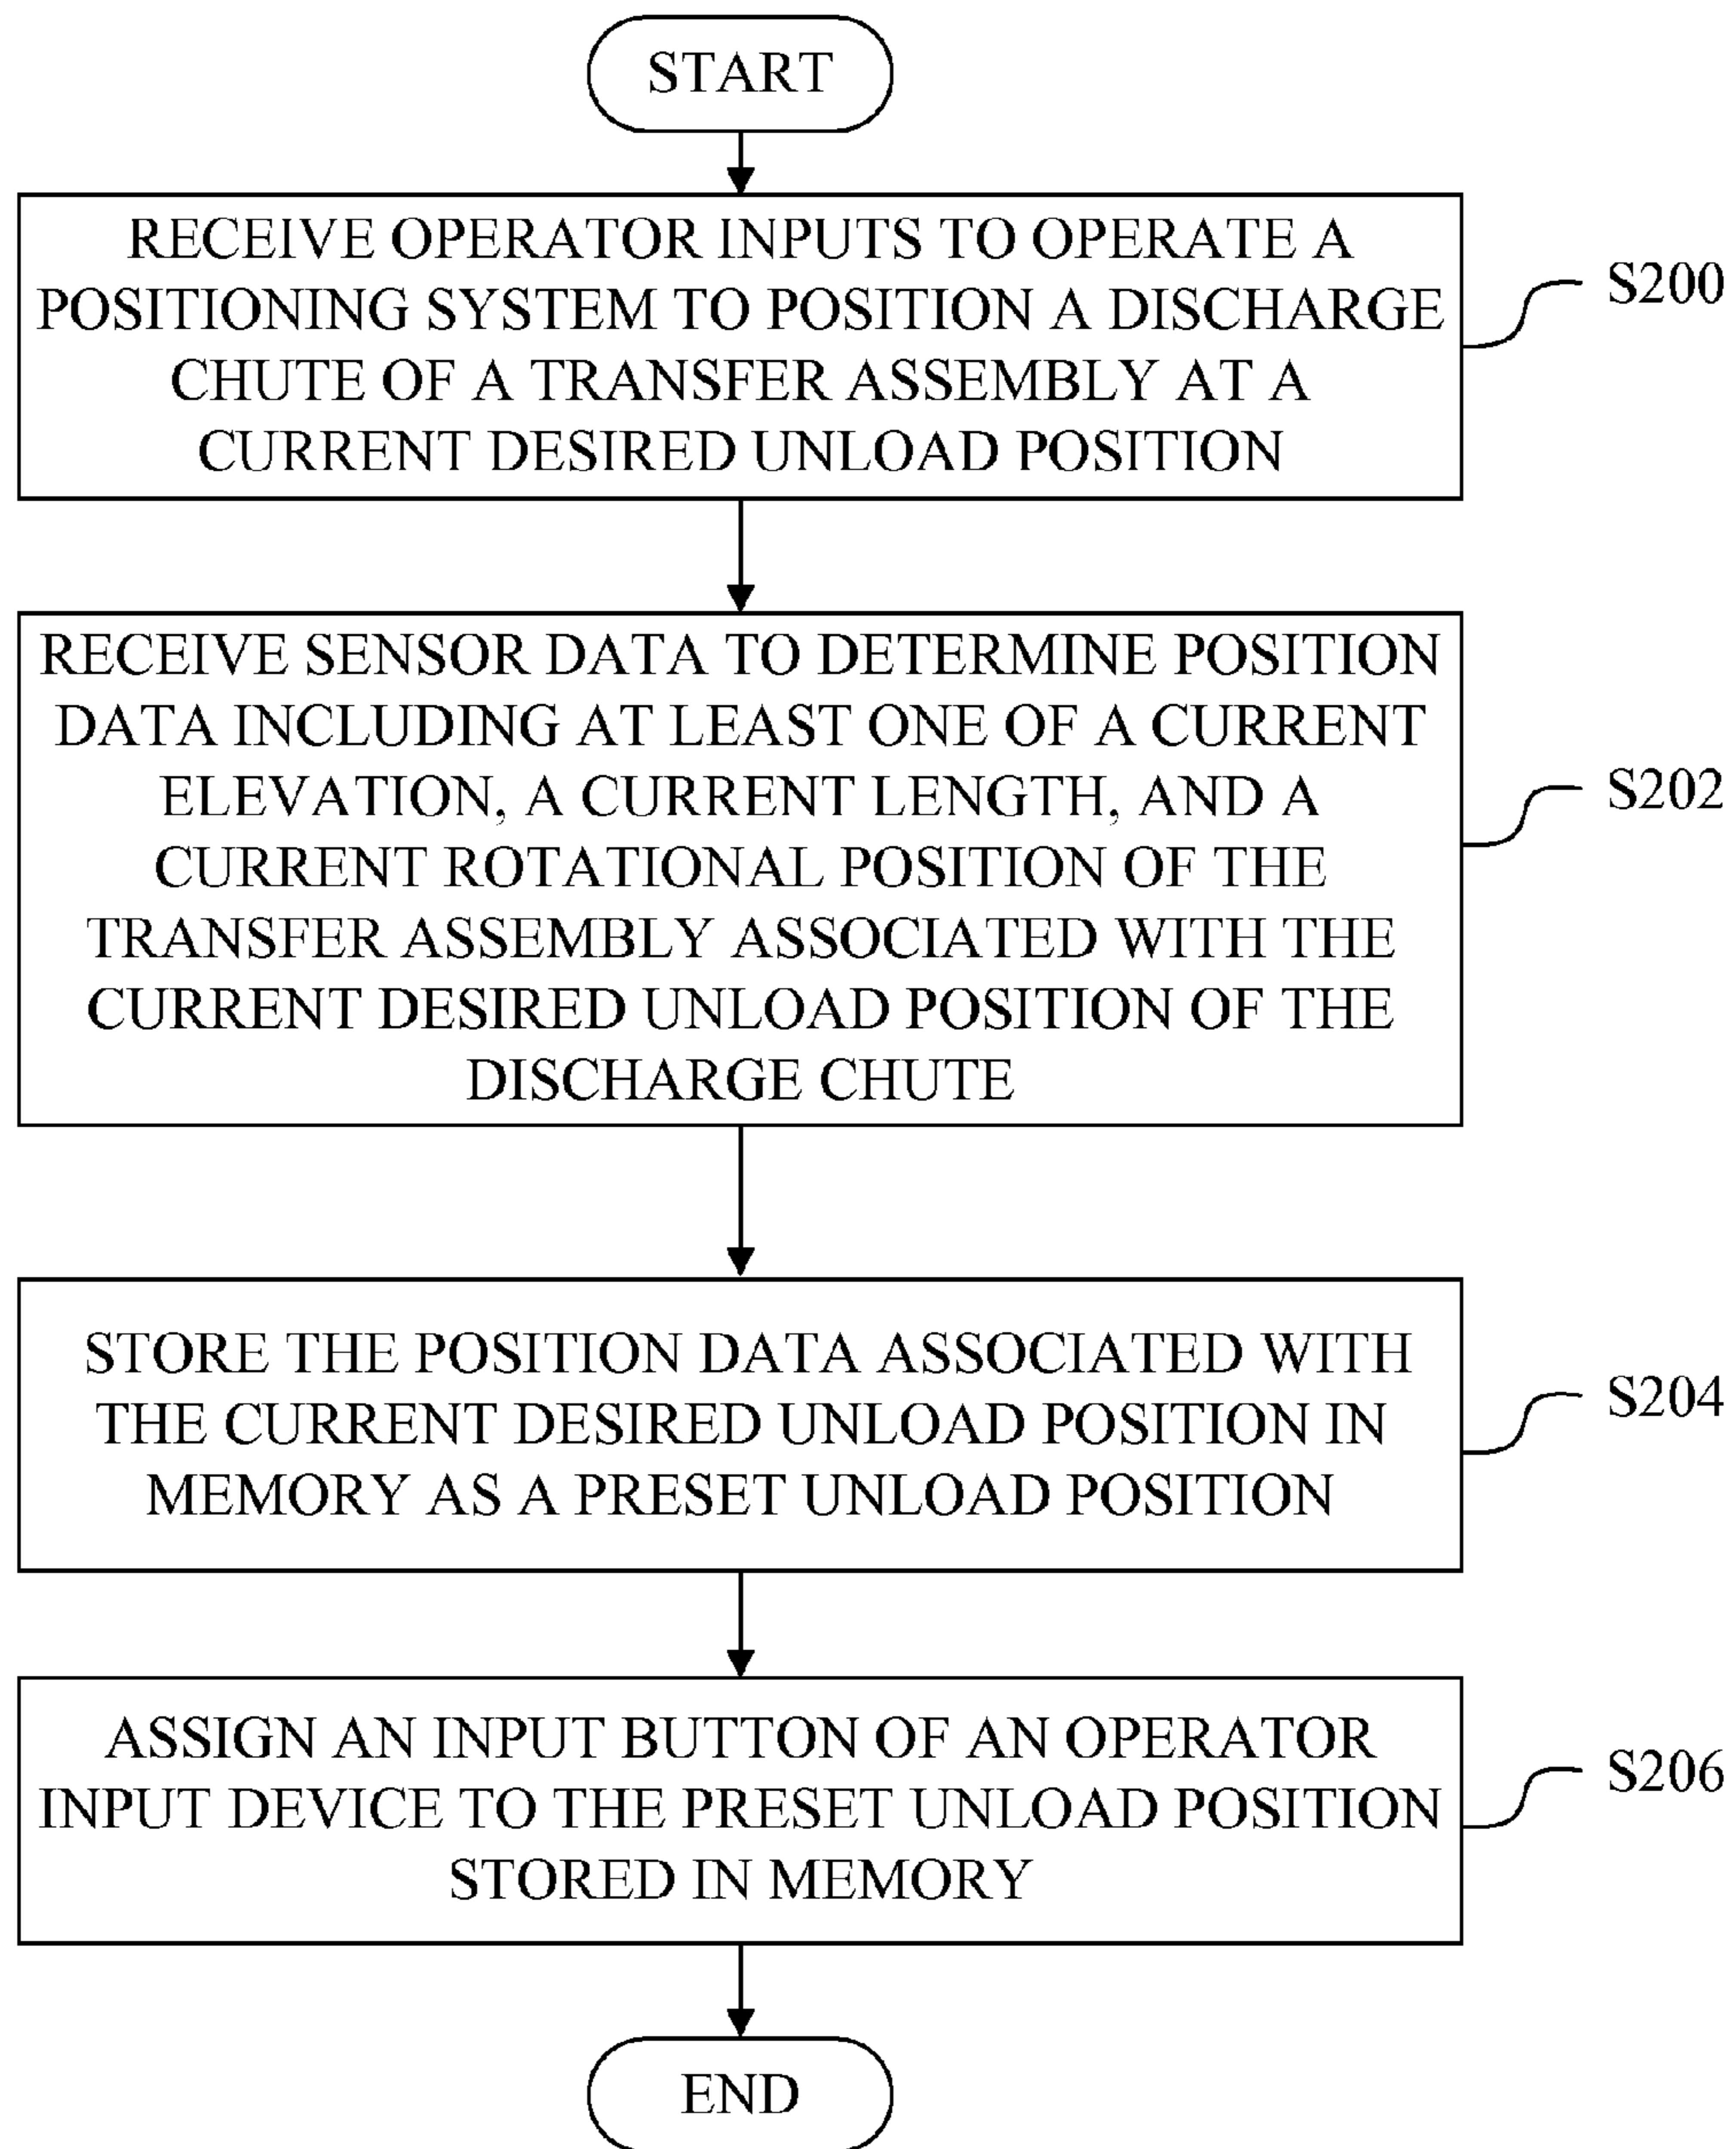 START
RECEIVE OPERATOR INPUTS TO OPERATE A
POSITIONING SYSTEM TO POSITION A DISCHARGE
CHUTE OF A TRANSFER ASSEMBLY AT A
CURRENT DESIRED UNLOAD POSITION
S200
RECEIVE SENSOR DATA TO DETERMINE POSITION
DATA INCLUDING AT LEAST ONE OF A CURRENT
ELEVATION, A CURRENT LENGTH, AND A
CURRENT ROTATIONAL POSITION OF THE
TRANSFER ASSEMBLY ASSOCIATED WITH THE
CURRENT DESIRED UNLOAD POSITION OF THE
DISCHARGE CHUTE
S202
STORE THE POSITION DATA ASSOCIATED WITH
THE CURRENT DESIRED UNLOAD POSITION IN
MEMORY AS A PRESET UNLOAD POSITION
S204
ASSIGN AN INPUT BUTTON OF AN OPERATOR
INPUT DEVICE TO THE PRESET UNLOAD POSITION
STORED IN MEMORY
S206
END